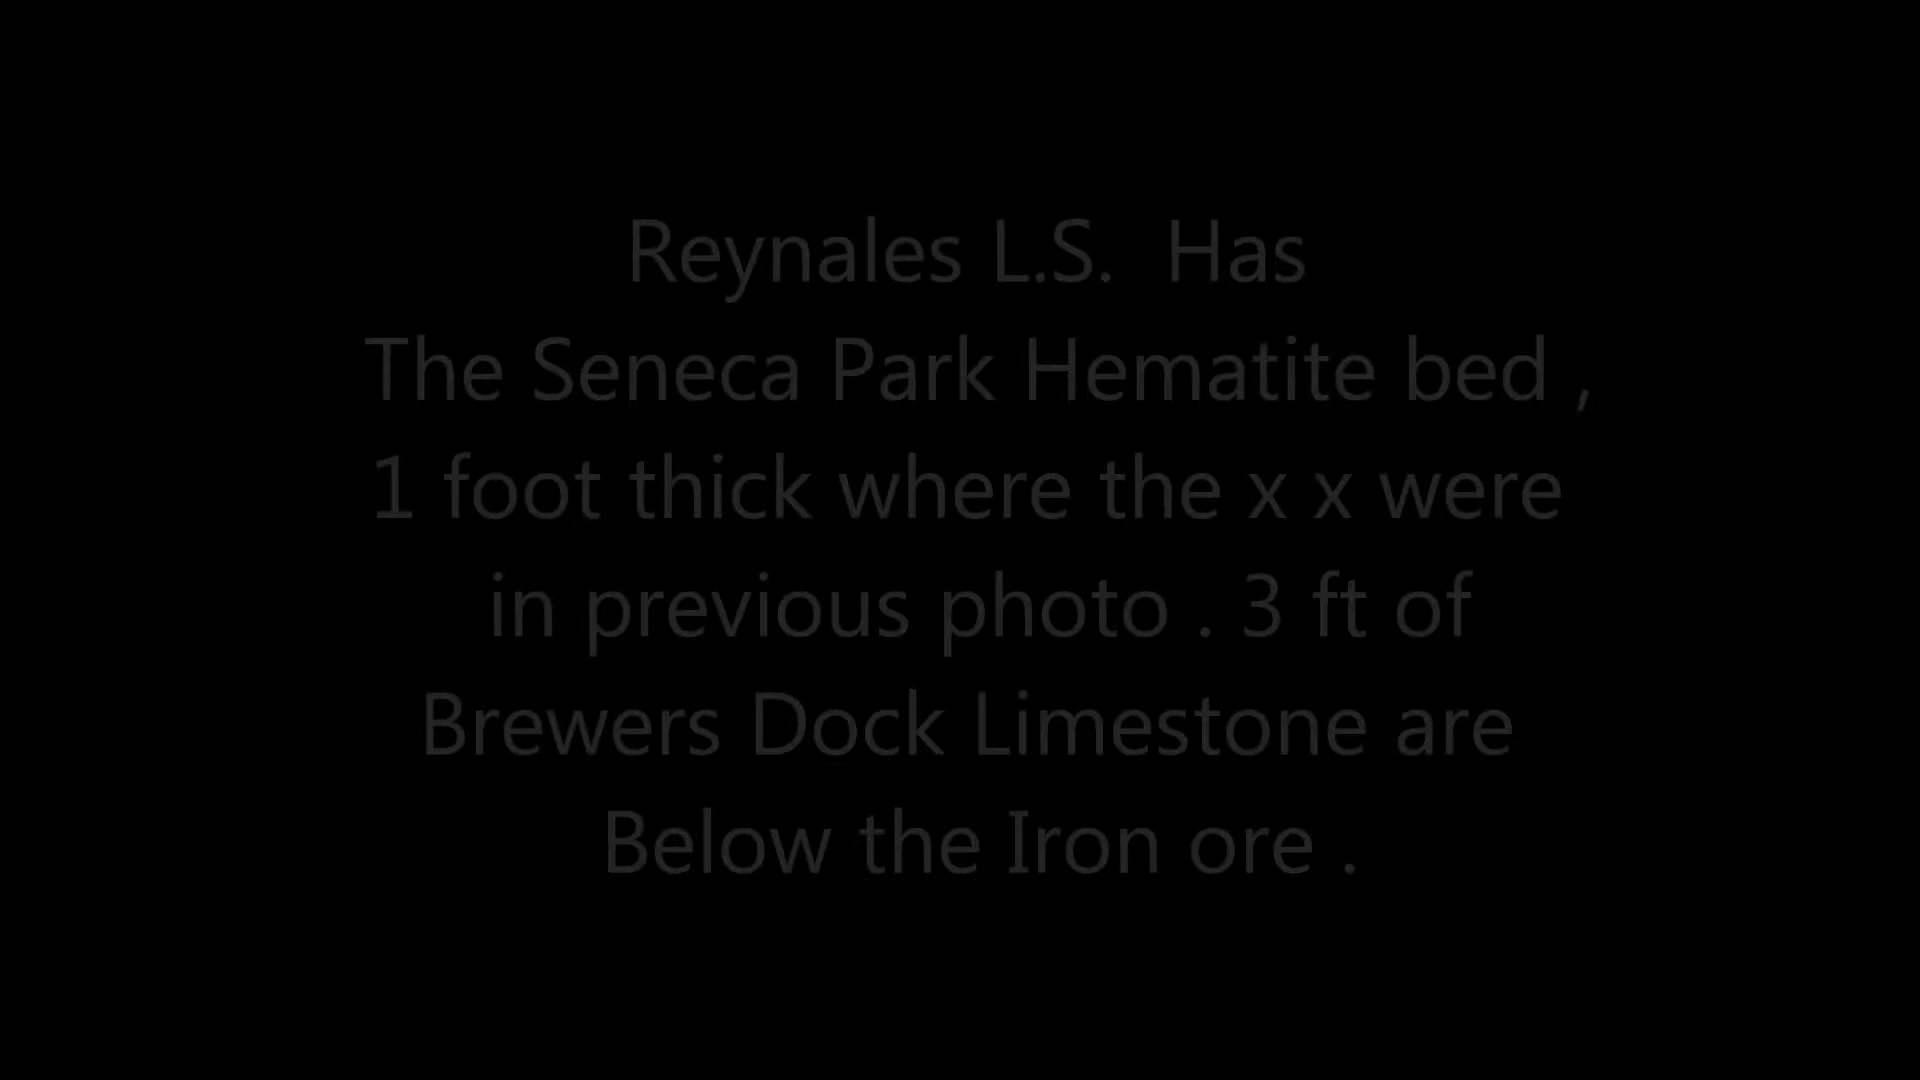 Reynales L.S.  Has
The Seneca Park Hematite bed ,
1 foot thick where the x x were
in previous photo . 3 ft of
Brewers Dock Limestone are
Below the Iron ore .